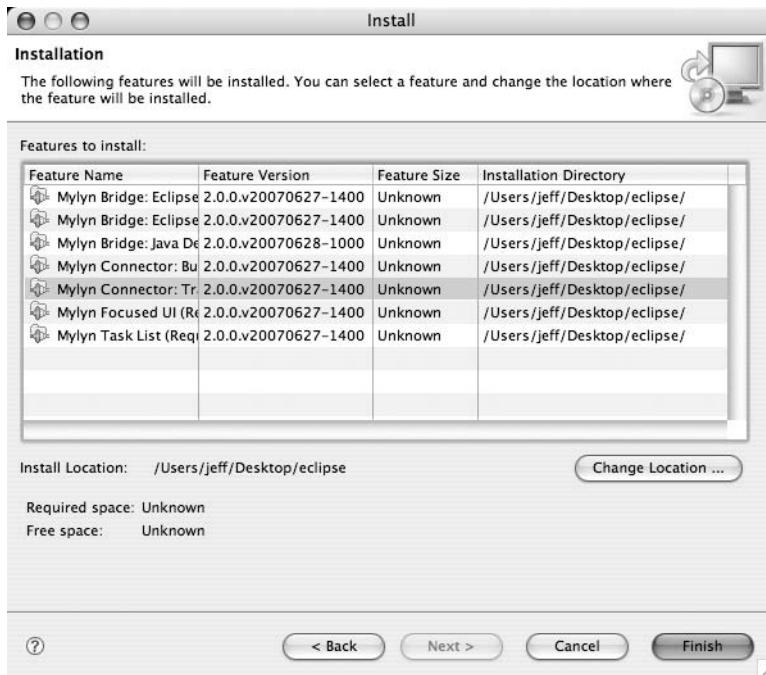 Install
Installation
The following features will be installed. You can select a feature and change the location where
the feature will be installed.
Features to install:
Feature Name Feature Version Feature Size Installation Directory
Mylyn Bridge: Eclipse 2.0.0.v20070627-1400 Unknown /Users/jeff/Desktop/eclipse/
Mylyn Bridge: Eclipse 2.0.0.v20070627-1400 Unknown /Users/jeff/Desktop/eclipse/
Mylyn Bridge: Java De 2.0.0.v20070628-1000 Unknown /Users/jeff/Desktop/eclipse/
Mylyn Connector: Bu 2.0.0.v20070627-1400 Unknown /Users/jeff/Desktop/eclipse/
Mylyn Connector: Tr 2.0.0.v20070627-1400 Unknown /Users/jeff/Desktop/eclipse/
Mylyn Focused UI (Re 2.0.0.v20070627-1400 Unknown /Users/jeff/Desktop/eclipse/
Mylyn Task List (Requ 2.0.0.v20070627-1400 Unknown /Users/jeff/Desktop/eclipse/
Install Location: /Users/jeff/Desktop/eclipse
Change Location ...
Required space: Unknown
Free space: Unknown
? < Back Next > Cancel Finish